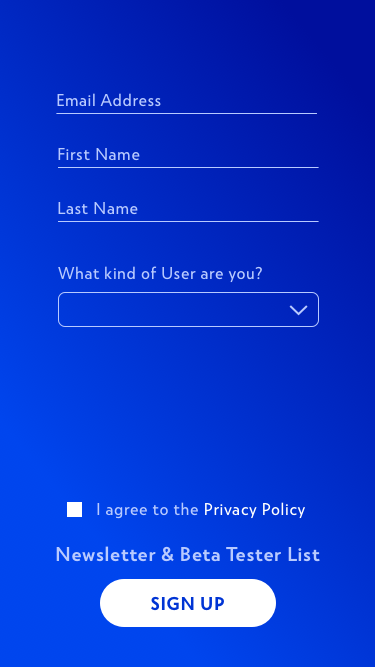 Email Address
First Name
Last Name
What kind of User are you?
I agree to the Privacy Policy
Newsletter & Beta Tester List
SIGN UP